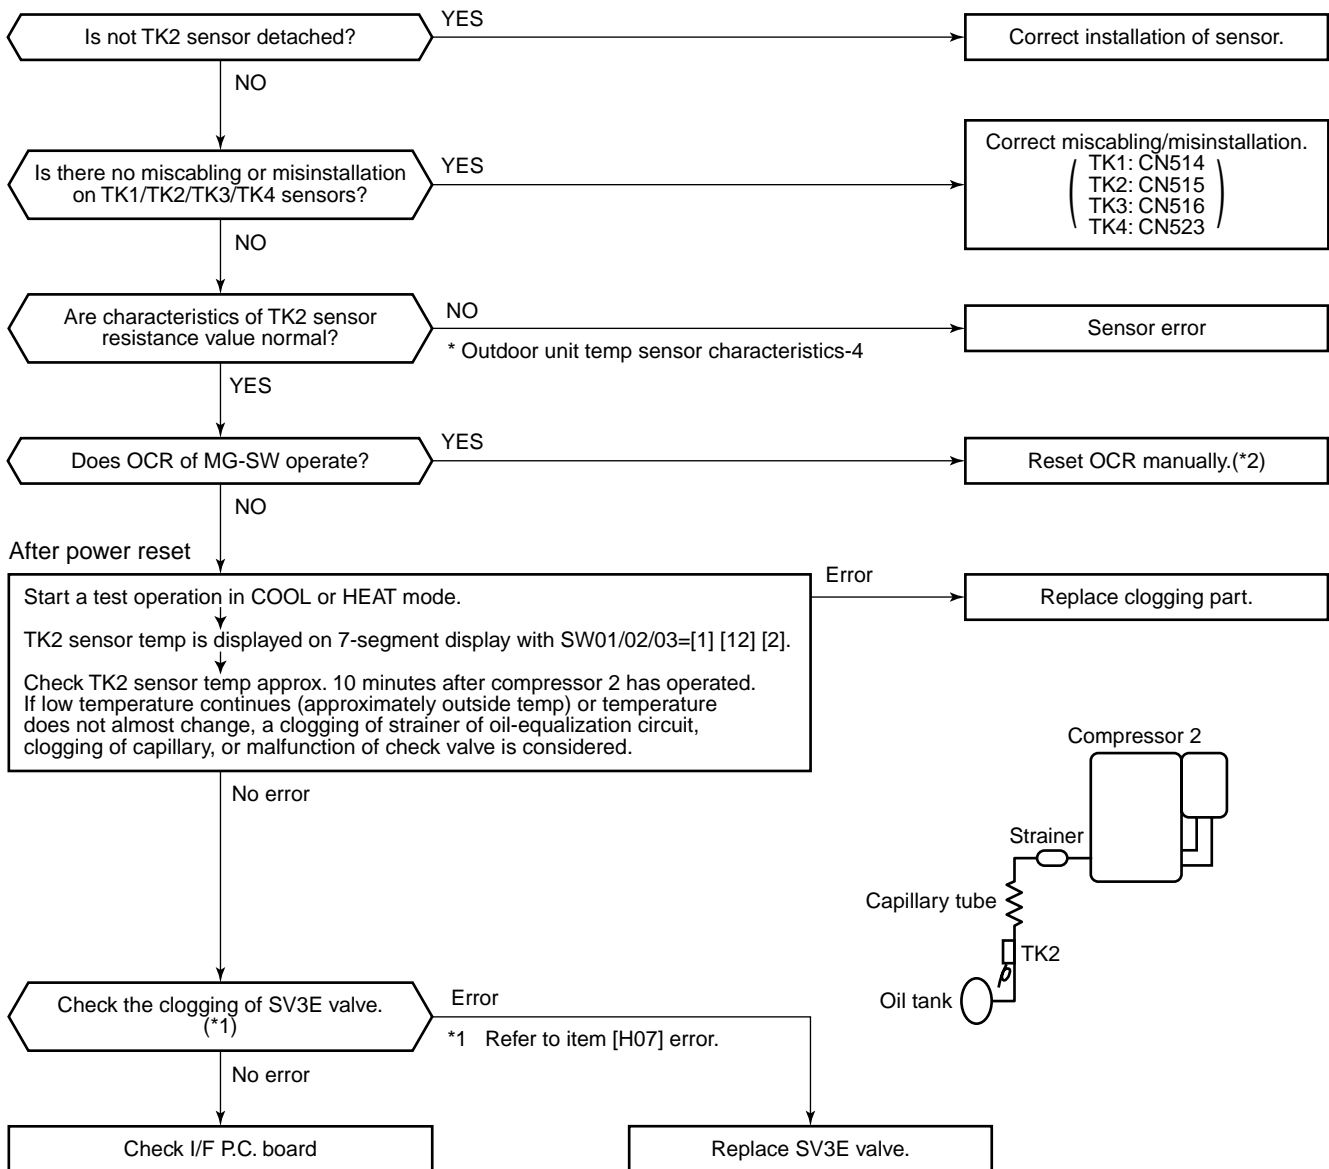 Is not TK2 sensor detached?
YES
Correct installation of sensor.
NO
Is there no miscabling or misinstallation
on TK1/TK2/TK3/TK4 sensors?
YES
Correct miscabling/misinstallation.
TK1: CN514
TK2: CN515
TK3: CN516
TK4: CN523
NO
Are characteristics of TK2 sensor
resistance value normal?
NO
* Outdoor unit temp sensor characteristics-4
Sensor error
YES
Does OCR of MG-SW operate?
YES
Reset OCR manually.(*2)
NO
After power reset
Start a test operation in COOL or HEAT mode.
TK2 sensor temp is displayed on 7-segment display with SW01/02/03=[1] [12] [2].
Check TK2 sensor temp approx. 10 minutes after compressor 2 has operated.
If low temperature continues (approximately outside temp) or temperature
does not almost change, a clogging of strainer of oil-equalization circuit,
clogging of capillary, or malfunction of check valve is considered.
Error
Replace clogging part.
No error
Compressor 2
Strainer
Capillary tube
TK2
Oil tank
Check the clogging of SV3E valve.
(*1)
Error
*1 Refer to item [H07] error.
No error
Check I/F P.C. board
Replace SV3E valve.